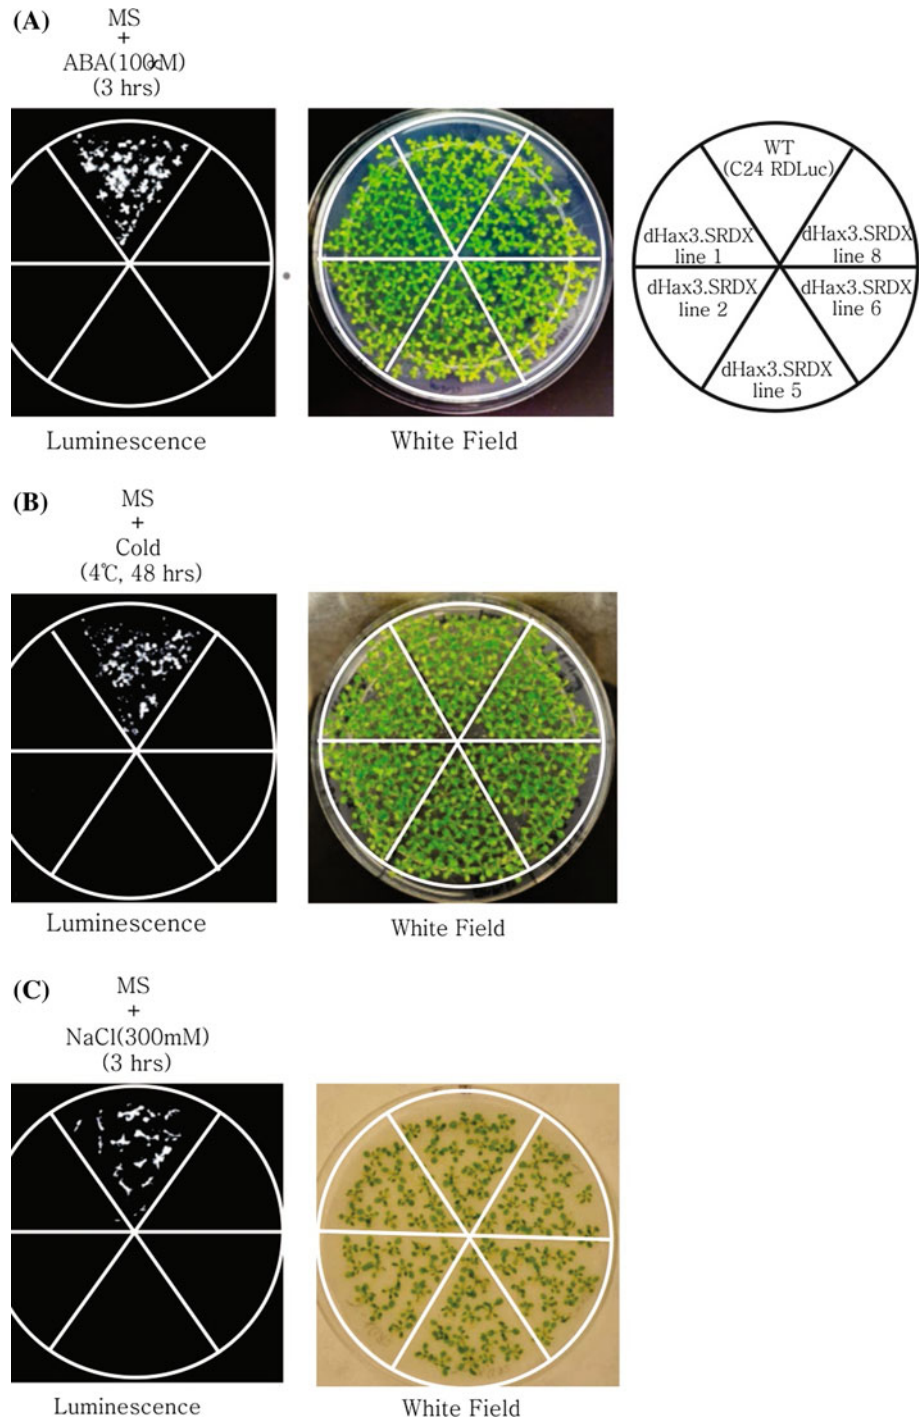 (A)
MS
+
ABA(100∝M)
(3 hrs)
WT
(C24 RDLuc)
dHax3.SRDX
line 1
dHax3.SRDX
line 8
dHax3.SRDX
line 2
dHax3.SRDX
line 6
dHax3.SRDX
line 5
Luminescence
White Field
(B)
MS
+
Cold
(4℃, 48 hrs)
Luminescence
White Field
(C)
MS
+
NaCl(300mM)
(3 hrs)
Luminescence
White Field